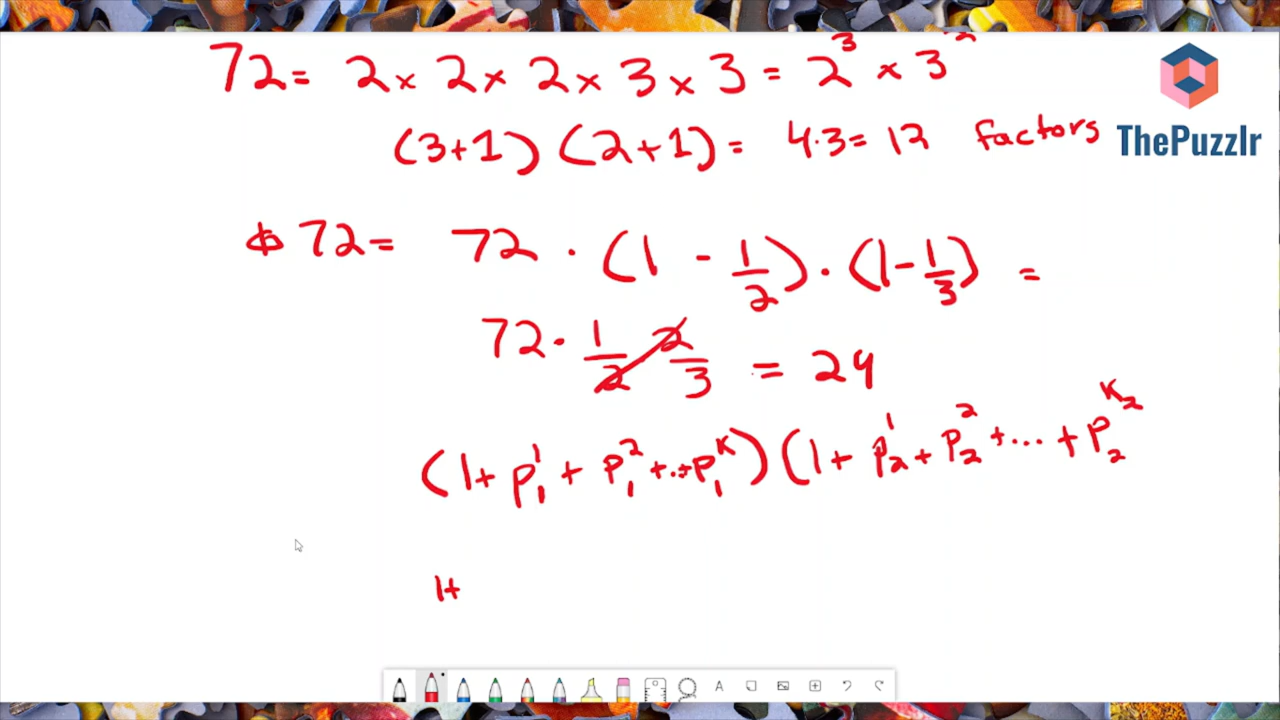 72 = 2 × 2 × 2 × 3 × 3 = 2³ × 3²
ThePuzzlr
(3+1) (2+1) = 4·3 = 12 factors
ϕ 72 = 72 · (1 - 1/2) · (1 - 1/3) =
72 · 1/2 · 2/3 = 24
(1 + p₁¹ + p₁² + ... + p₁ᴷ) (1 + p₂¹ + p₂² + ... + p₂ᴷ₂
1+
A